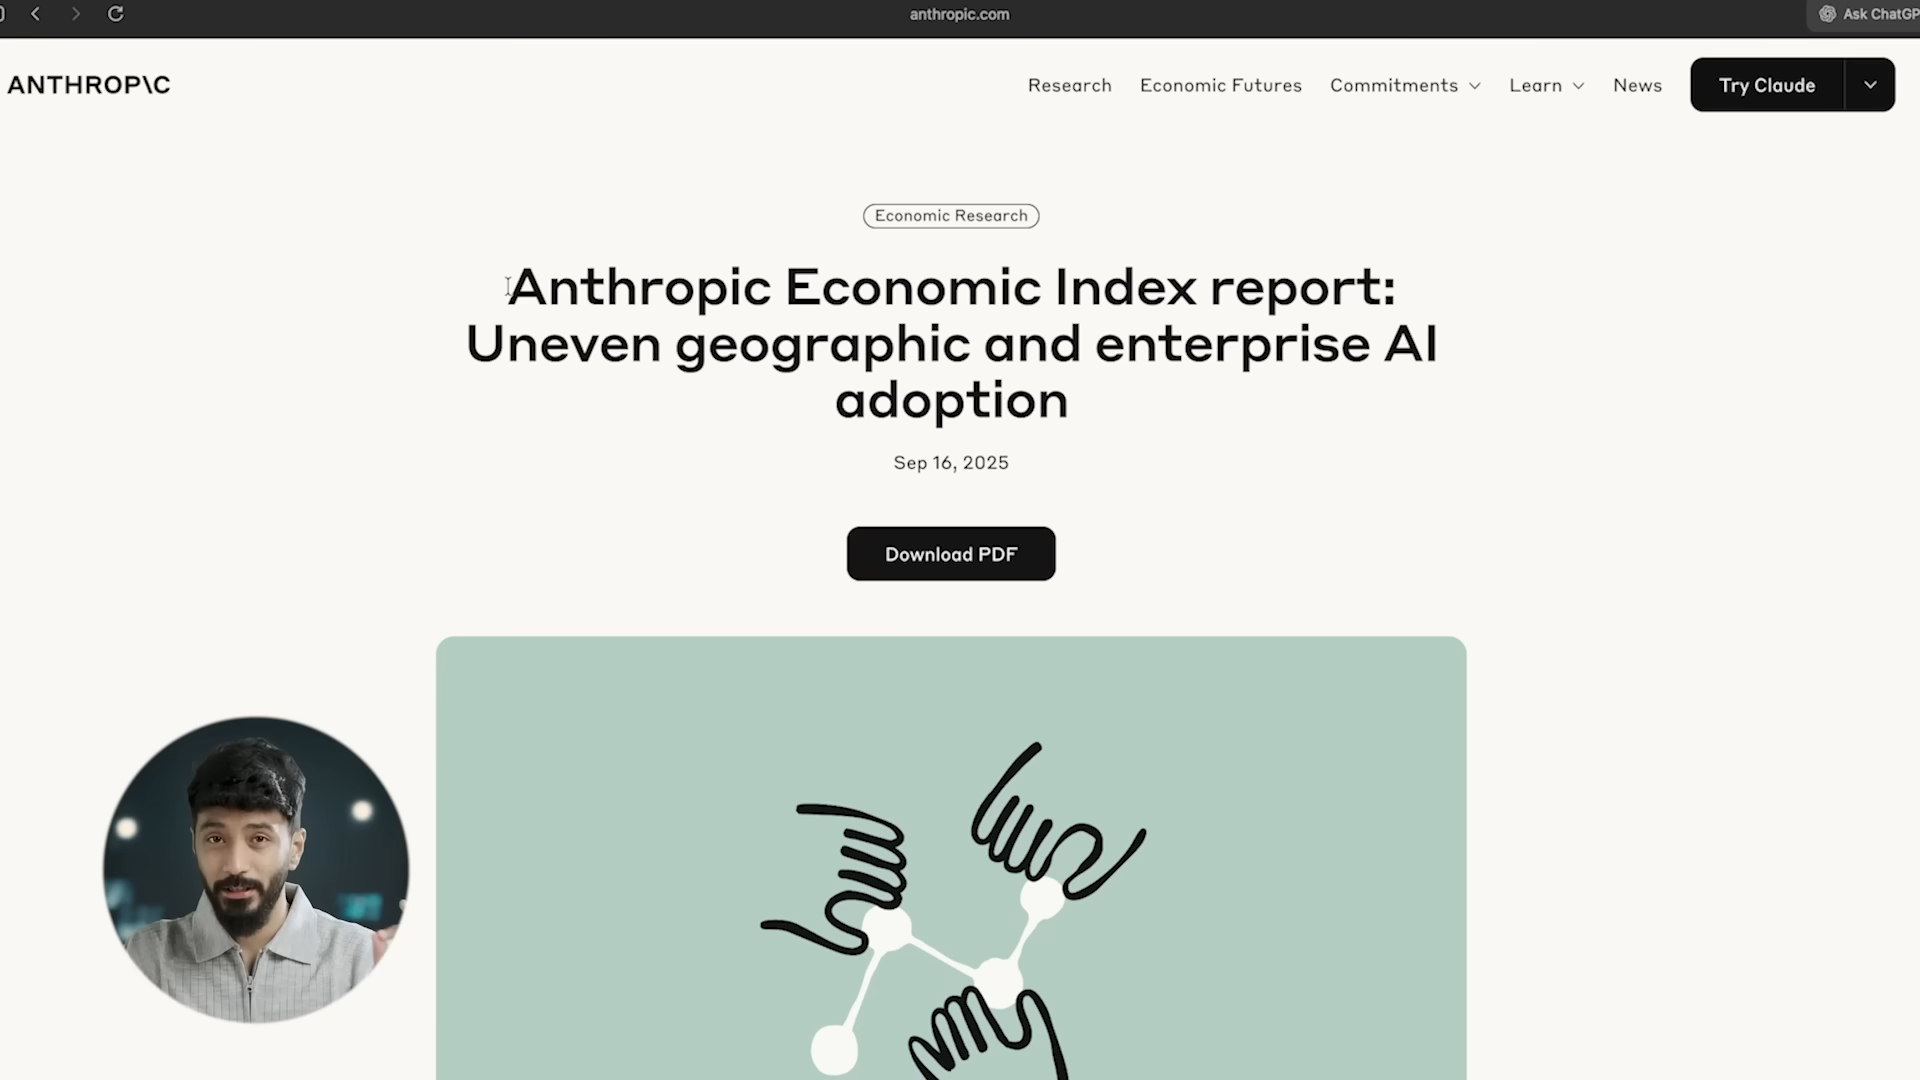 anthropic.com
Ask ChatGP
ANTHROP\C
Research
Economic Futures
Commitments
Learn
News
Try Claude
Economic Research
Anthropic Economic Index report:
Uneven geographic and enterprise AI
adoption
Sep 16, 2025
Download PDF